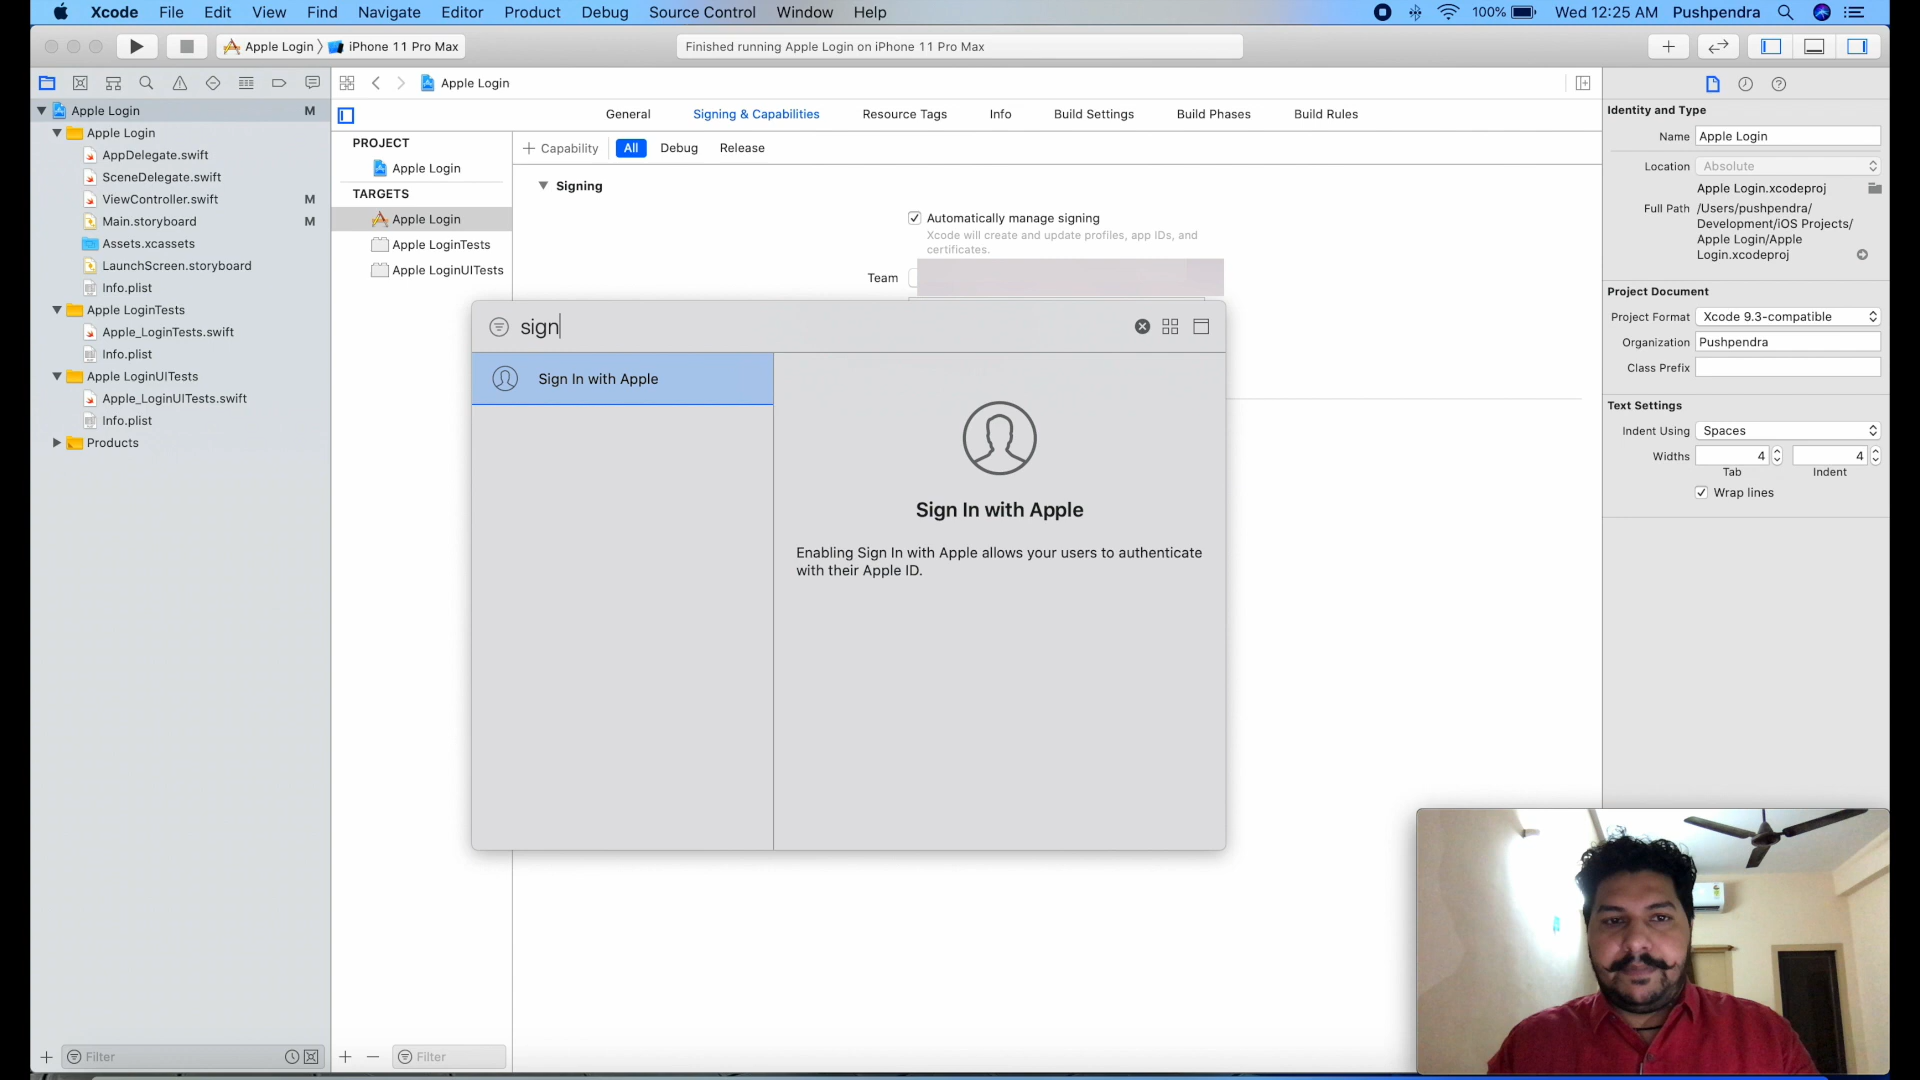 Xcode File Edit View Find Navigate Editor Product Debug Source Control Window Help 100% Wed 12:25 AM Pushpendra
Apple Login iPhone 11 Pro Max
Finished running Apple Login on iPhone 11 Pro Max
Apple Login M
Apple Login
AppDelegate.swift
SceneDelegate.swift
ViewController.swift M
Main.storyboard M
Assets.xcassets
LaunchScreen.storyboard
Info.plist
Apple LoginTests
Apple_LoginTests.swift
Info.plist
Apple LoginUITests
Apple_LoginUITests.swift
Info.plist
Products
Filter
Apple Login
General Signing & Capabilities Resource Tags Info Build Settings Build Phases Build Rules
PROJECT
Apple Login
TARGETS
Apple Login
Apple LoginTests
Apple LoginUITests
Filter
+ Capability All Debug Release
Signing
Automatically manage signing
Xcode will create and update profiles, app IDs, and
certificates.
Team
sign
Sign In with Apple
Sign In with Apple
Enabling Sign In with Apple allows your users to authenticate
with their Apple ID.
Identity and Type
Name Apple Login
Location Absolute
Apple Login.xcodeproj
Full Path /Users/pushpendra/
Development/iOS Projects/
Apple Login/Apple
Login.xcodeproj
Project Document
Project Format Xcode 9.3-compatible
Organization Pushpendra
Class Prefix
Text Settings
Indent Using Spaces
Widths 4 4
Tab Indent
Wrap lines